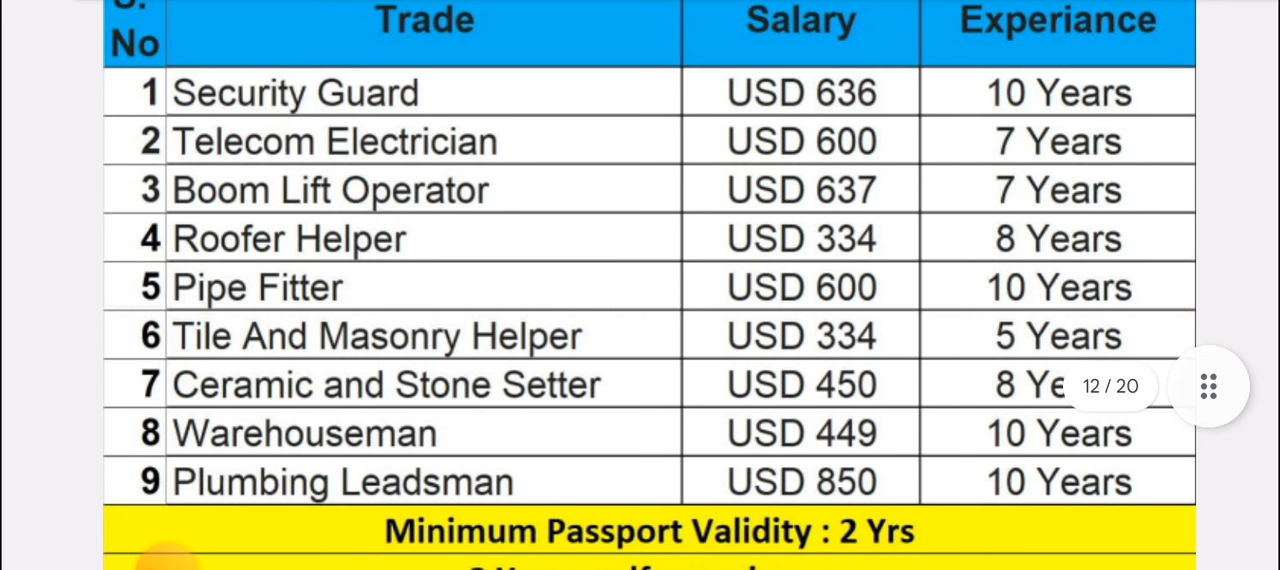 S. No Trade Salary Experiance
1 Security Guard USD 636 10 Years
2 Telecom Electrician USD 600 7 Years
3 Boom Lift Operator USD 637 7 Years
4 Roofer Helper USD 334 8 Years
5 Pipe Fitter USD 600 10 Years
6 Tile And Masonry Helper USD 334 5 Years
7 Ceramic and Stone Setter USD 450 8 Ye 12 / 20
8 Warehouseman USD 449 10 Years
9 Plumbing Leadsman USD 850 10 Years
Minimum Passport Validity : 2 Yrs